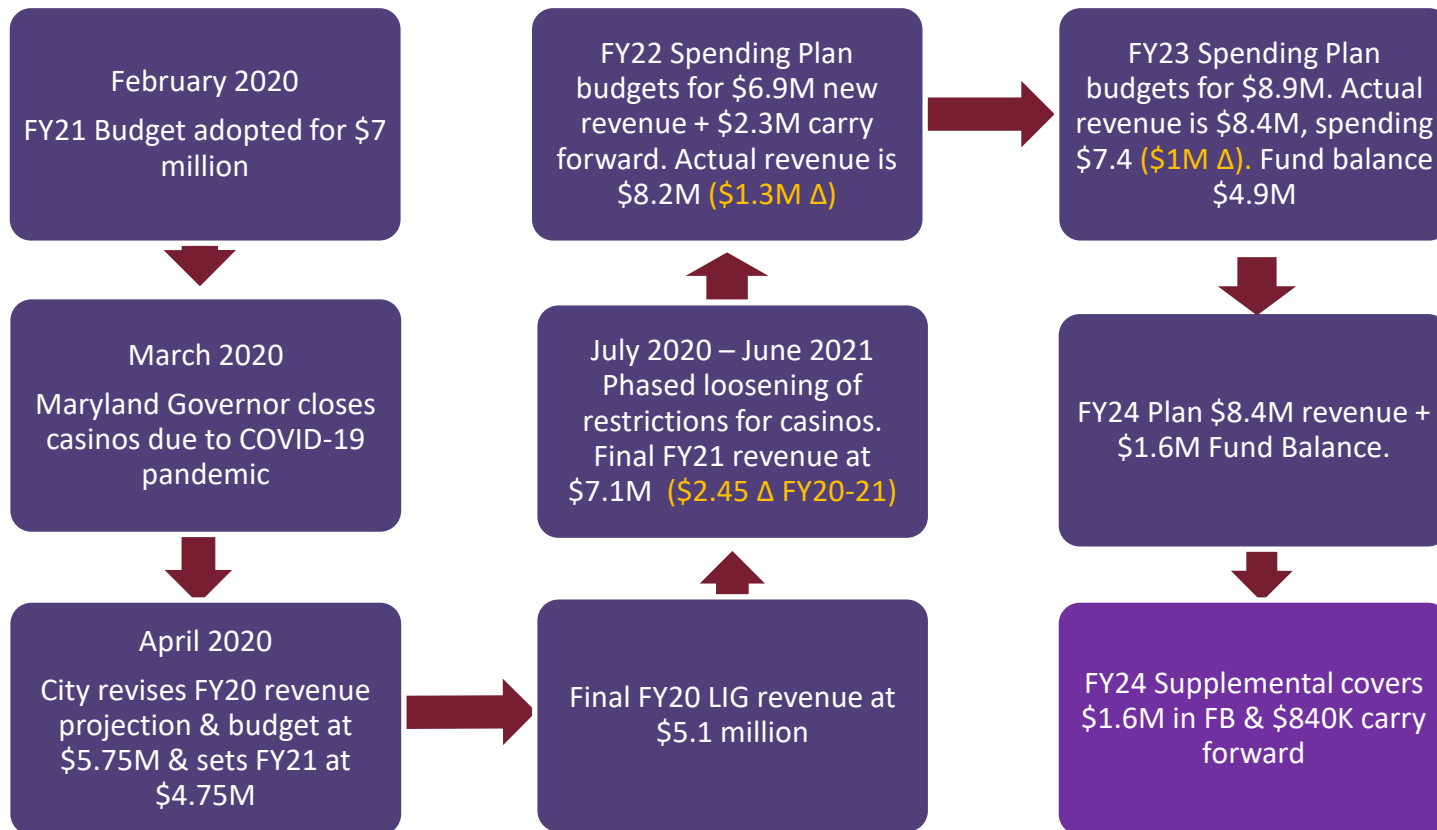 February 2020
FY21 Budget adopted for $7
million
March 2020
Maryland Governor closes
casinos due to COVID-19
pandemic
April 2020
City revises FY20 revenue
projection & budget at
$5.75M & sets FY21 at
$4.75M
Final FY20 LIG revenue at
$5.1 million
July 2020 – June 2021
Phased loosening of
restrictions for casinos.
Final FY21 revenue at
$7.1M ($2.45 Δ FY20-21)
FY22 Spending Plan
budgets for $6.9M new
revenue + $2.3M carry
forward. Actual revenue is
$8.2M ($1.3M Δ)
FY23 Spending Plan
budgets for $8.9M. Actual
revenue is $8.4M, spending
$7.4 ($1M Δ). Fund balance
$4.9M
FY24 Plan $8.4M revenue +
$1.6M Fund Balance.
FY24 Supplemental covers
$1.6M in FB & $840K carry
forward